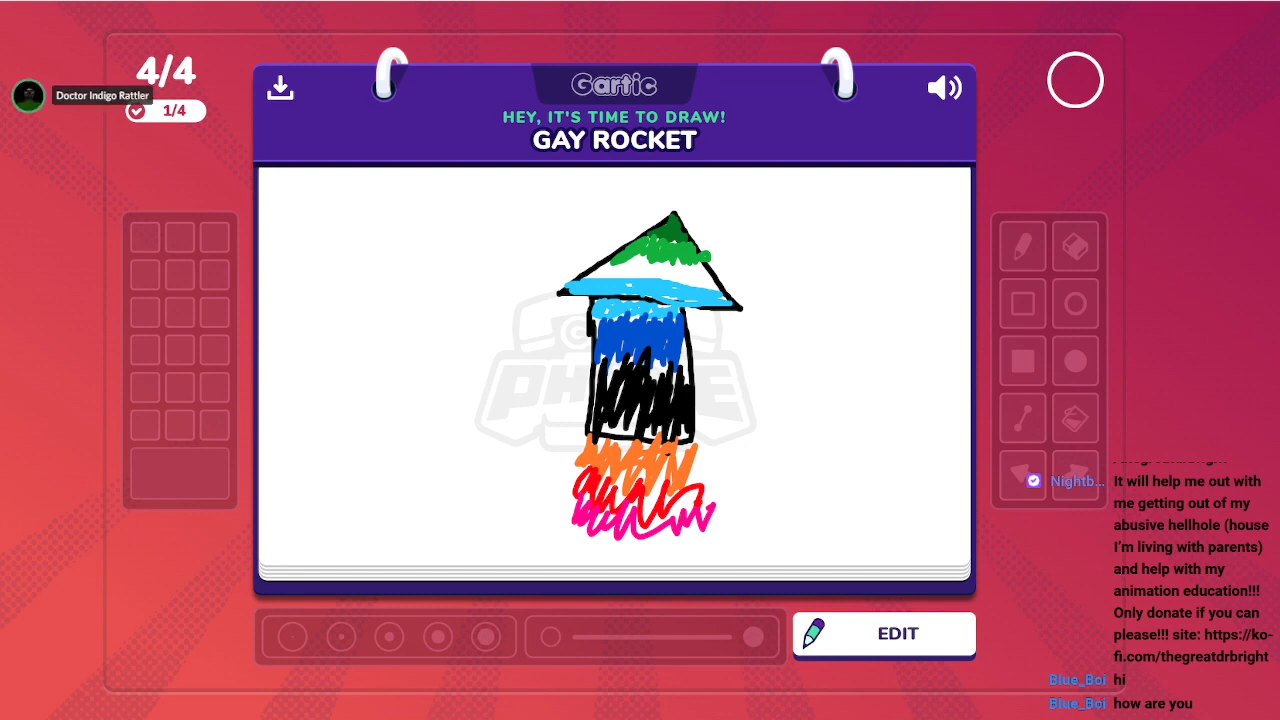 4/4
Doctor Indigo Rattler
1/4
Gartic
HEY, IT'S TIME TO DRAW!
GAY ROCKET
PHONE
EDIT
Nightb... It will help me out with
me getting out of my
abusive hellhole (house
I'm living with parents)
and help with my
animation education!!!
Only donate if you can
please!!! site: https://ko-
fi.com/thegreatdrbright
Blue_Boi hi
Blue_Boi how are you